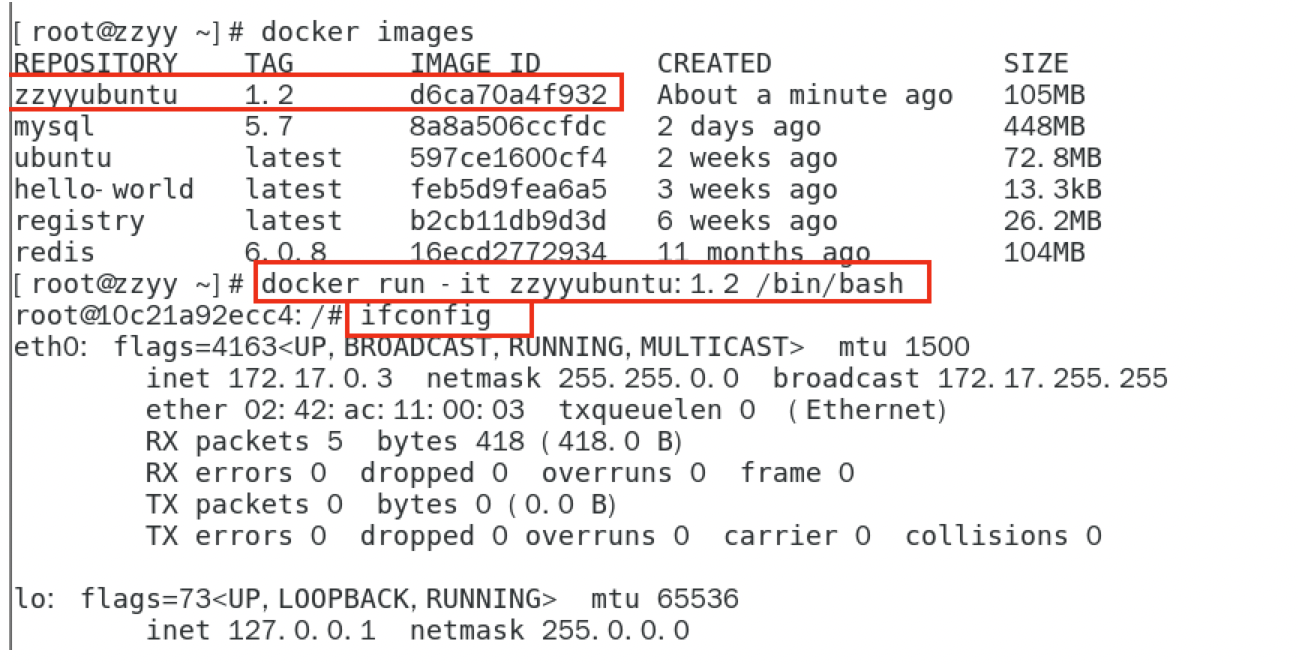 [root@zzyy ~]# docker images
REPOSITORY    TAG       IMAGE ID       CREATED              SIZE
zzyyubuntu    1.2       d6ca70a4f932   About a minute ago   105MB
mysql         5.7       8a8a506ccfdc   2 days ago           448MB
ubuntu        latest    597ce1600cf4   2 weeks ago          72.8MB
hello-world   latest    feb5d9fea6a5   3 weeks ago          13.3kB
registry      latest    b2cb11db9d3d   6 weeks ago          26.2MB
redis         6.0.8     16ecd2772934   11 months ago        104MB
[root@zzyy ~]# docker run -it zzyyubuntu:1.2 /bin/bash
root@10c21a92ecc4:/# ifconfig
eth0: flags=4163<UP,BROADCAST,RUNNING,MULTICAST>  mtu 1500
        inet 172.17.0.3  netmask 255.255.0.0  broadcast 172.17.255.255
        ether 02:42:ac:11:00:03  txqueuelen 0  (Ethernet)
        RX packets 5  bytes 418 (418.0 B)
        RX errors 0  dropped 0  overruns 0  frame 0
        TX packets 0  bytes 0 (0.0 B)
        TX errors 0  dropped 0 overruns 0  carrier 0  collisions 0

lo: flags=73<UP,LOOPBACK,RUNNING>  mtu 65536
        inet 127.0.0.1  netmask 255.0.0.0